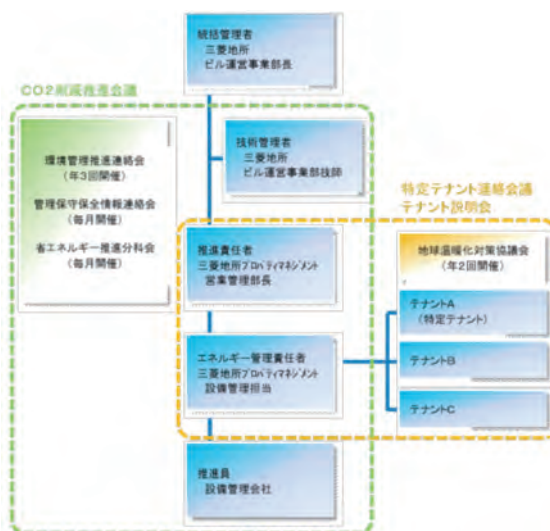 統括管理者
三菱地所
ビル運営事業部長
CO2削減推進会議
環境管理推進連絡会
(年3回開催)
管理保守保全情報連絡会
(毎月開催)
省エネルギー推進分科会
(毎月開催)
技術管理者
三菱地所
ビル運営事業部技師
特定テナント連絡会議
テナント説明会
推進責任者
三菱地所プロパティマネジメント
営業管理部長
地球温暖化対策協議会
(年2回開催)
テナントA
(特定テナント)
エネルギー管理責任者
三菱地所プロパティマネジメント
設備管理担当
テナントB
テナントC
推進員
設備管理会社